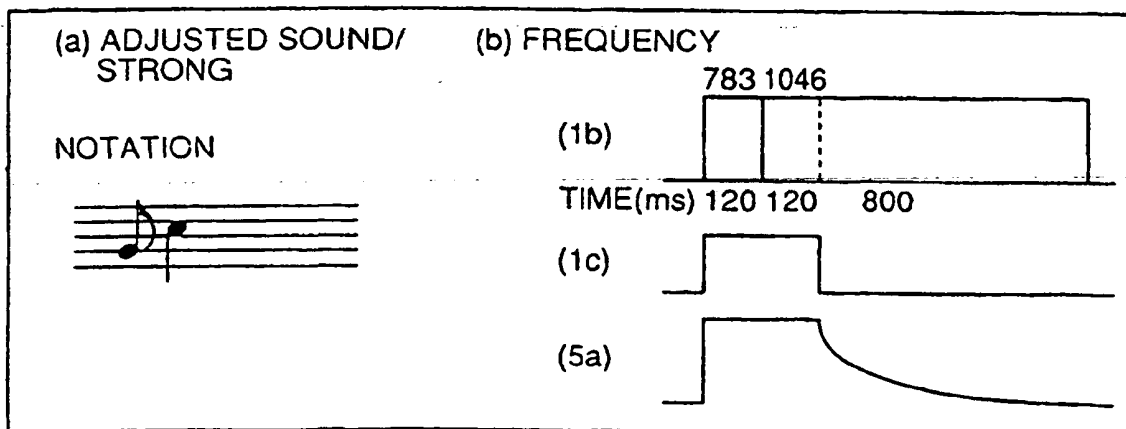 (a) ADJUSTED SOUND/
STRONG
NOTATION
(b) FREQUENCY
783 1046
(1b)
TIME(ms) 120 120 800
(1c)
(5a)